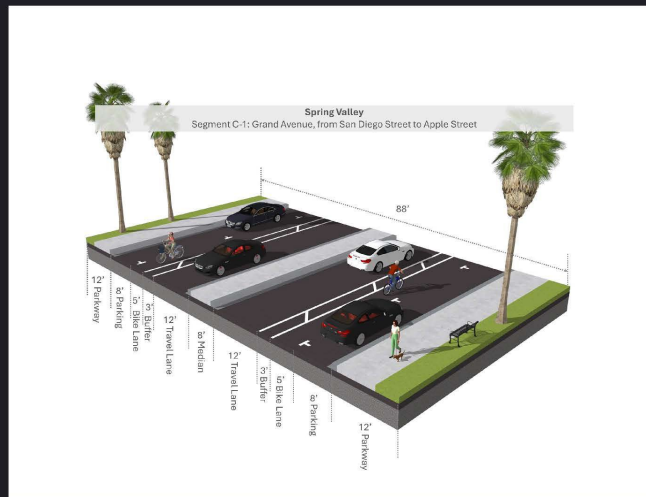 Spring Valley
Segment C-1: Grand Avenue, from San Diego Street to Apple Street
88'
12' Parkway
8' Parking
5' Bike Lane
3' Buffer
12' Travel Lane
8' Median
12' Travel Lane
3' Buffer
5' Bike Lane
8' Parking
12' Parkway